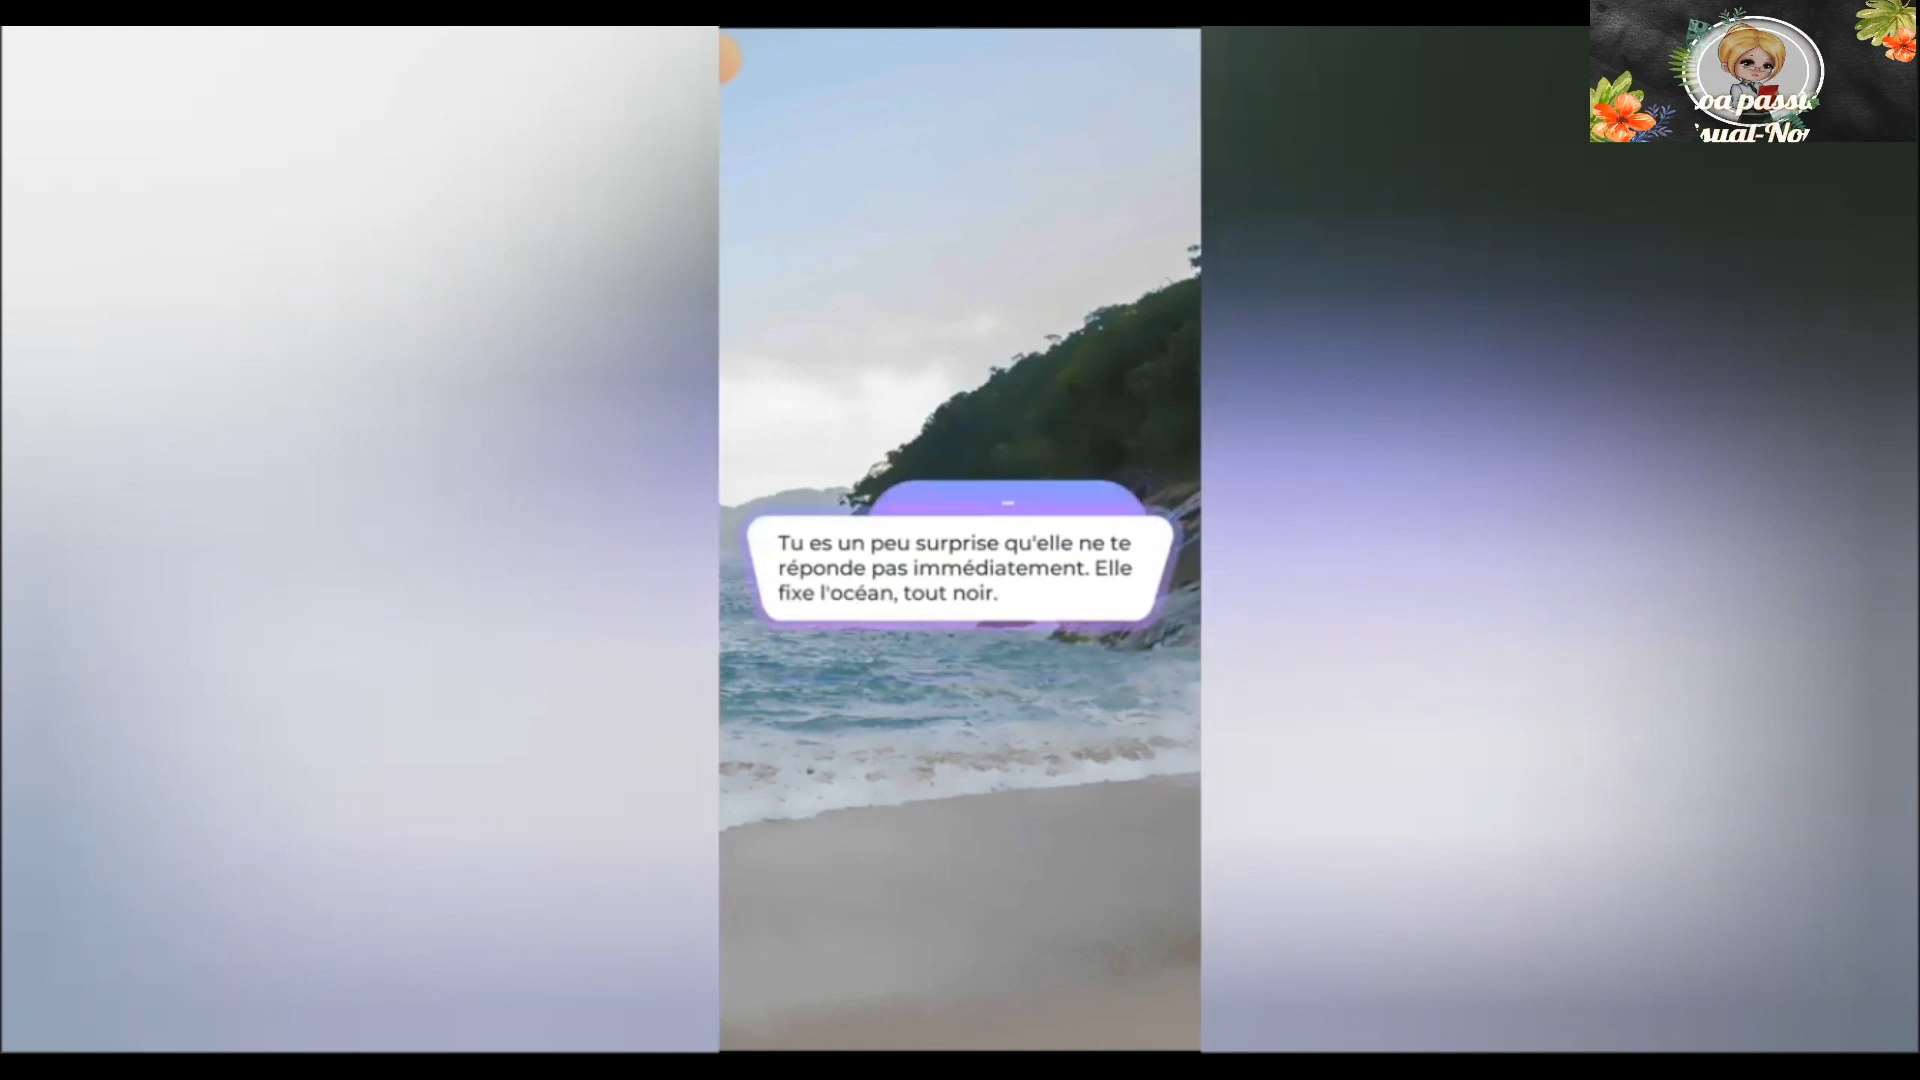 Tu es un peu surprise qu'elle ne te
réponde pas immédiatement. Elle
fixe l'océan, tout noir.